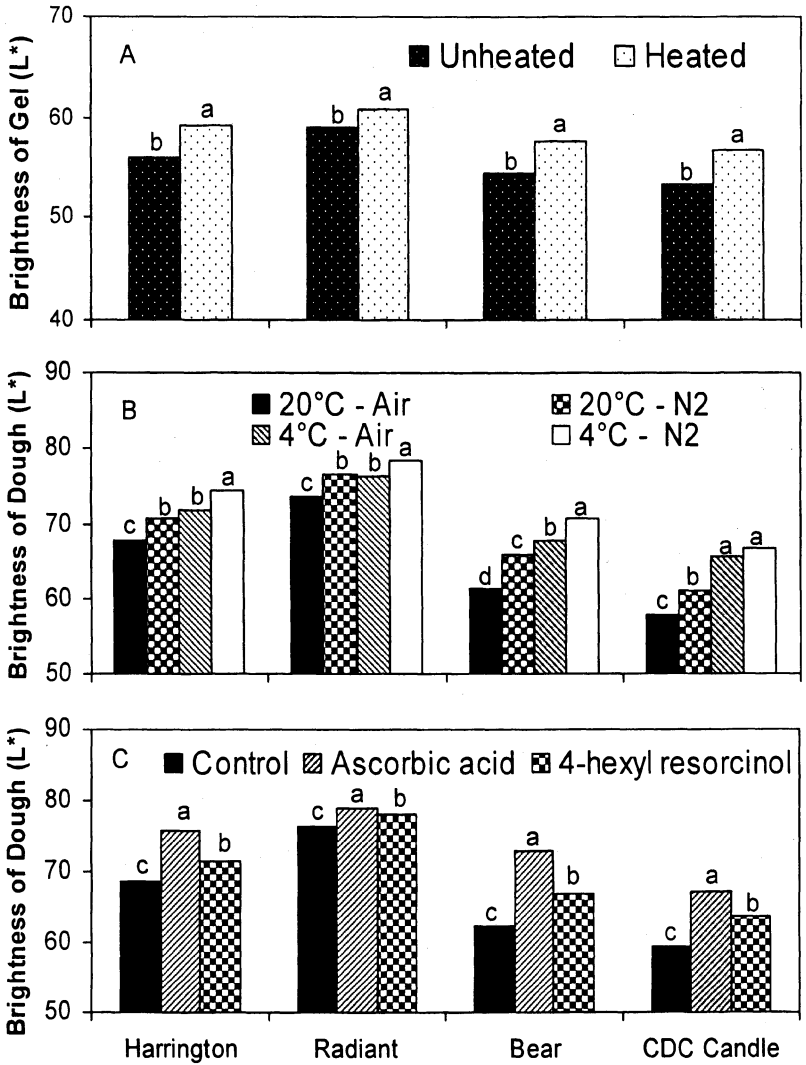 70
A
Unheated Heated
Brightness of Gel (L*)
60
50
40
b a b a b a b a
90
B
20°C - Air 20°C - N2
4°C - Air 4°C - N2
Brightness of Dough (L*)
80
70
60
50
c b b a c b b a d c b a c b a a
90
C
Control Ascorbic acid 4-hexyl resorcinol
Brightness of Dough (L*)
80
70
60
50
c a b c a b c a b c a b
Harrington Radiant Bear CDC Candle